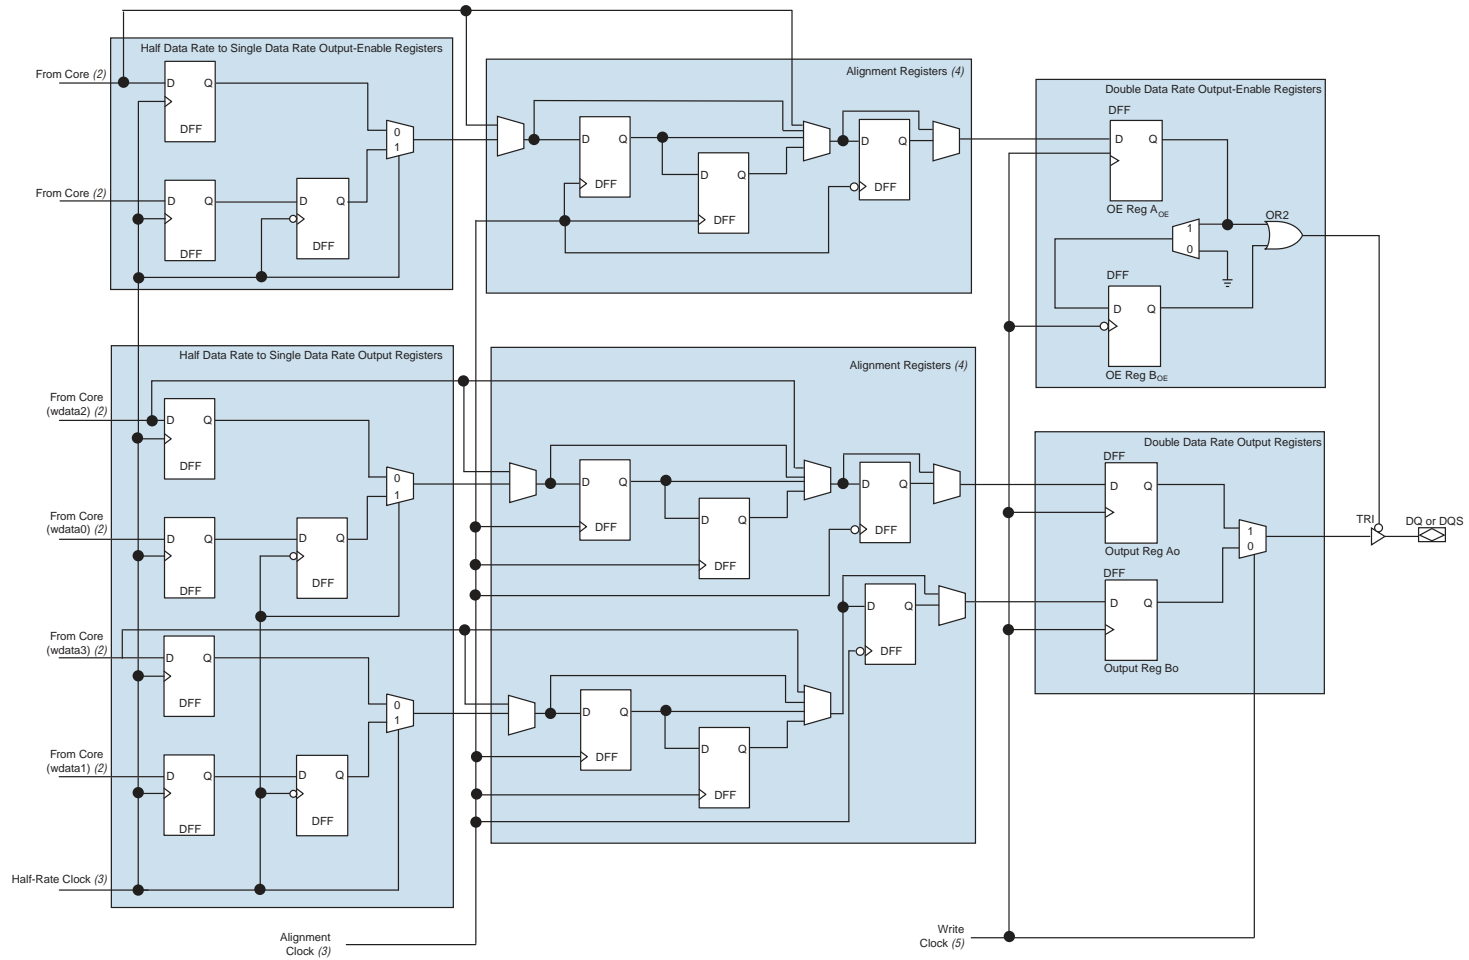 Half Data Rate to Single Data Rate Output-Enable Registers
From Core (2)
D Q
DFF
0
1
From Core (2)
D Q
DFF
D Q
DFF
Alignment Registers (4)
D Q
DFF
D Q
DFF
D Q
DFF
Double Data Rate Output-Enable Registers
DFF
D Q
OE Reg AOE
1
0
OR2
DFF
D Q
OE Reg BOE
Half Data Rate to Single Data Rate Output Registers
From Core
(wdata2) (2)
D Q
DFF
0
1
From Core
(wdata0) (2)
D Q
DFF
D Q
DFF
From Core
(wdata3) (2)
D Q
DFF
0
1
From Core
(wdata1) (2)
D Q
DFF
D Q
DFF
Half-Rate Clock (3)
Alignment Registers (4)
D Q
DFF
D Q
DFF
D Q
DFF
D Q
DFF
D Q
DFF
D Q
DFF
Alignment
Clock (3)
Double Data Rate Output Registers
DFF
D Q
Output Reg Ao
1
0
DFF
D Q
Output Reg Bo
TRI
DQ or DQS
Write
Clock (5)